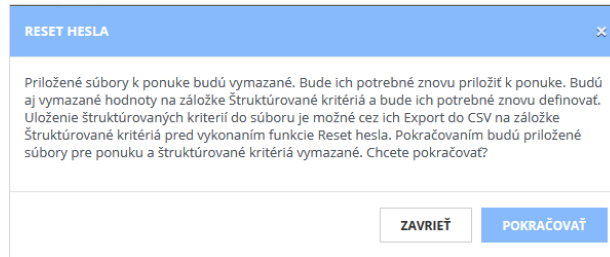 RESET HESLA
×
Priložené súbory k ponuke budú vymazané. Bude ich potrebné znovu priložiť k ponuke. Budú
aj vymazané hodnoty na záložke Štruktúrované kritériá a bude ich potrebné znovu definovať.
Uloženie štruktúrovaných kriterií do súboru je možné cez ich Export do CSV na záložke
Štruktúrované kritériá pred vykonaním funkcie Reset hesla. Pokračovaním budú priložené
súbory pre ponuku a štruktúrované kritériá vymazané. Chcete pokračovať?
ZAVRIEŤ
POKRAČOVAŤ